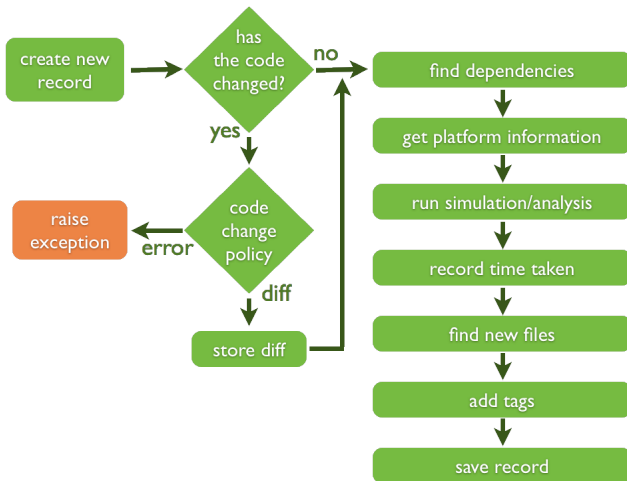 create new
record
has
the code
changed?
no
yes
code
change
policy
error
raise
exception
diff
store diff
find dependencies
get platform information
run simulation/analysis
record time taken
find new files
add tags
save record